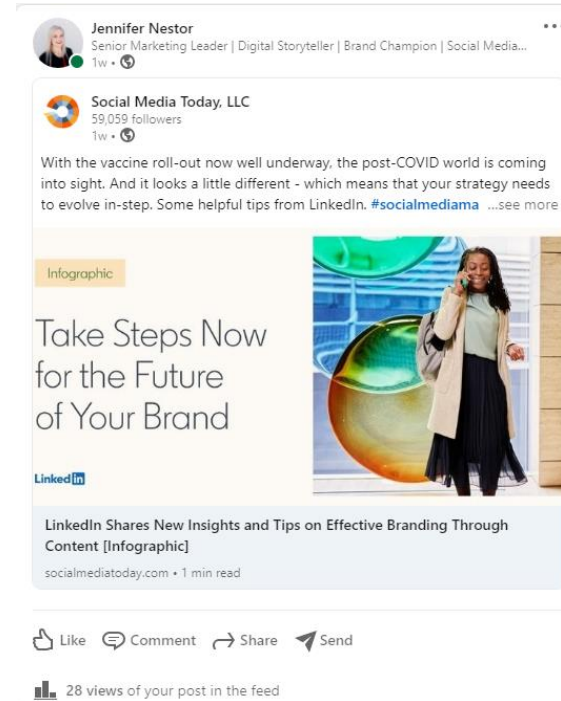 Jennifer Nestor
Senior Marketing Leader | Digital Storyteller | Brand Champion | Social Media...
1w •
Social Media Today, LLC
59,059 followers
1w •
With the vaccine roll-out now well underway, the post-COVID world is coming
into sight. And it looks a little different - which means that your strategy needs
to evolve in-step. Some helpful tips from LinkedIn. #socialmediama ...see more
Infographic
Take Steps Now
for the Future
of Your Brand
Linked in
LinkedIn Shares New Insights and Tips on Effective Branding Through
Content [Infographic]
socialmediatoday.com • 1 min read
Like Comment Share Send
28 views of your post in the feed